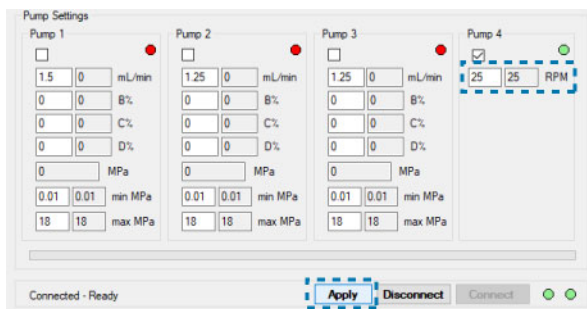 Pump Settings
Pump 1 Pump 2 Pump 3 Pump 4
1.5 0 mL/min 1.25 0 mL/min 1.25 0 mL/min 25 25 RPM
0 0 B% 0 0 B% 0 0 B%
0 0 C% 0 0 C% 0 0 C%
0 0 D% 0 0 D% 0 0 D%
0 MPa 0 MPa 0 MPa
0.01 0.01 min MPa 0.01 0.01 min MPa 0.01 0.01 min MPa
18 18 max MPa 18 18 max MPa 18 18 max MPa
Connected - Ready Apply Disconnect Connect